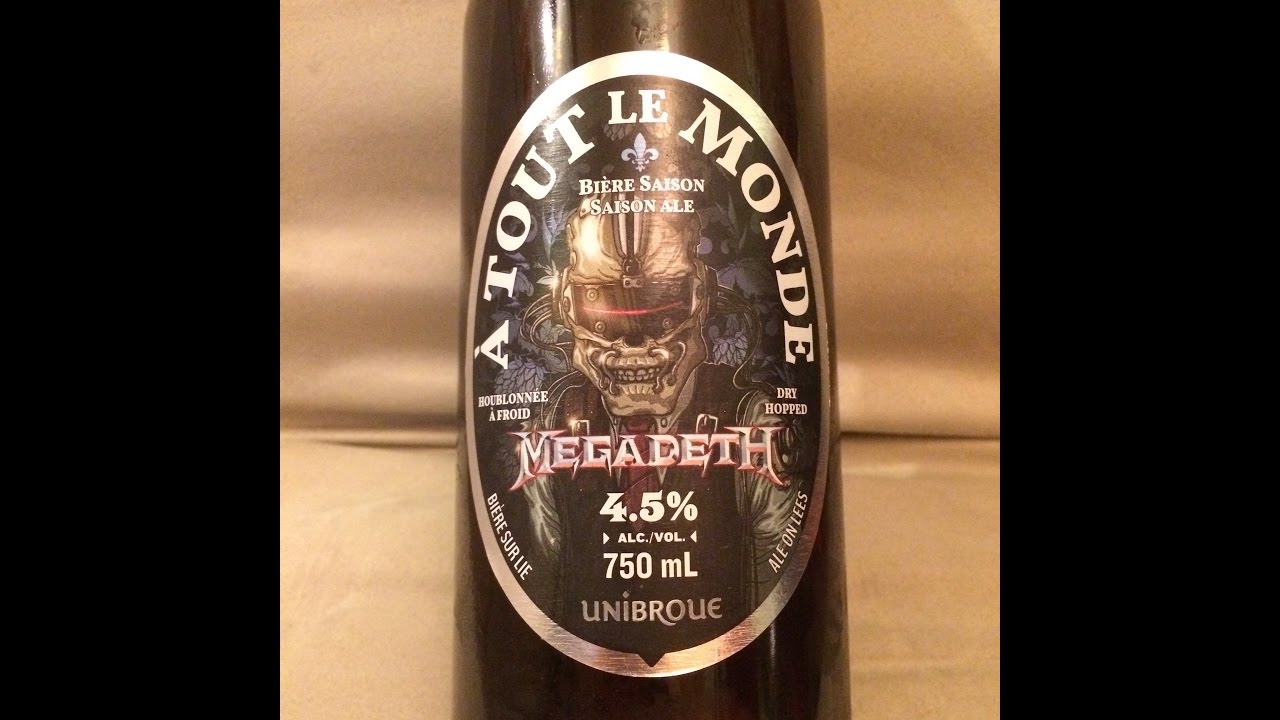 À TOUT LE MONDE
BIÈRE SAISON
SAISON ALE
HOUBLONNÉE
À FROID
DRY
HOPPED
MEGADETH
4.5%
ALC./VOL.
750 mL
BIÈRE SUR LIE
ALE ON LEES
UNIBROUE